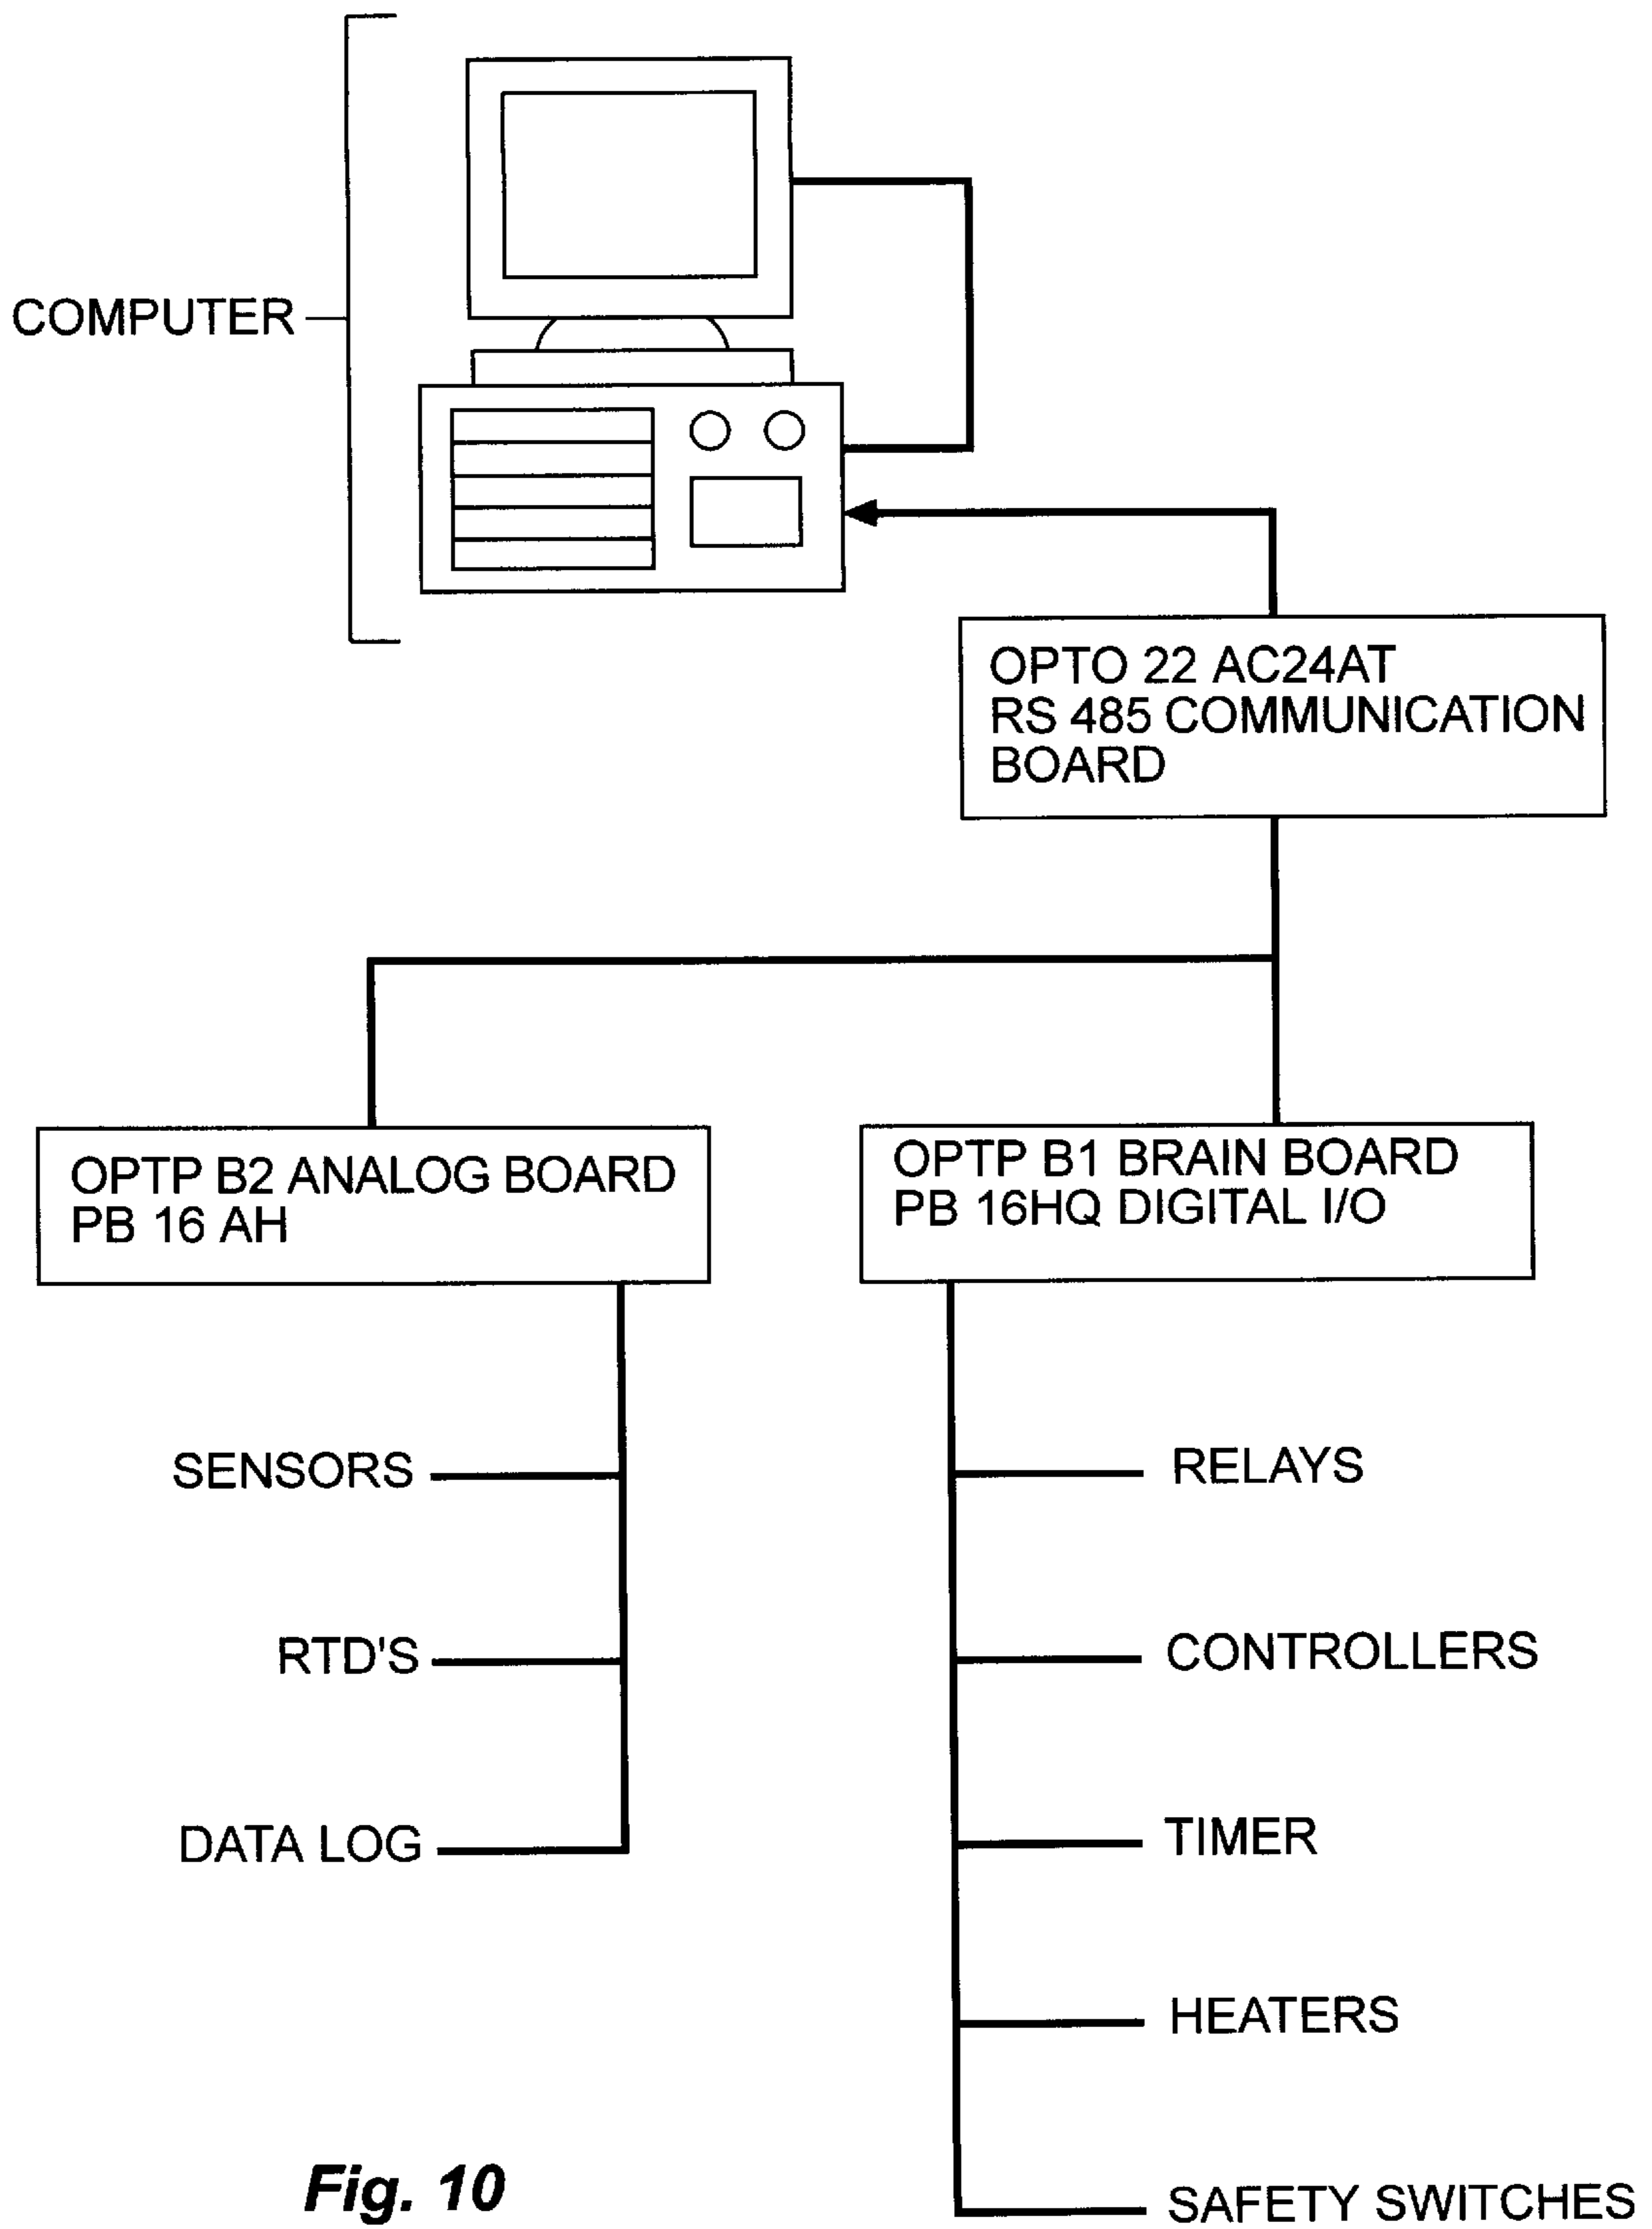 COMPUTER
OPTO 22 AC24AT
RS 485 COMMUNICATION
BOARD
OPTP B2 ANALOG BOARD
PB 16 AH
OPTP B1 BRAIN BOARD
PB 16HQ DIGITAL I/O
SENSORS
RTD'S
DATA LOG
RELAYS
CONTROLLERS
TIMER
HEATERS
SAFETY SWITCHES
Fig. 10